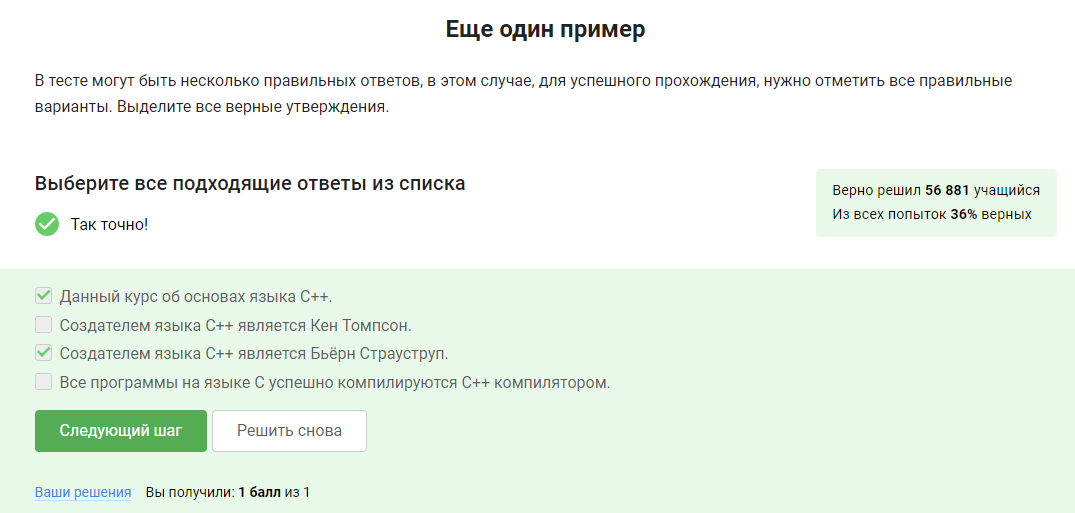 Еще один пример
В тесте могут быть несколько правильных ответов, в этом случае, для успешного прохождения, нужно отметить все правильные
варианты. Выделите все верные утверждения.
Выберите все подходящие ответы из списка
Так точно!
Верно решил 56 881 учащийся
Из всех попыток 36% верных
Данный курс об основах языка C++.
Создателем языка C++ является Кен Томпсон.
Создателем языка C++ является Бьёрн Страуструп.
Все программы на языке C успешно компилируются C++ компилятором.
Следующий шаг
Решить снова
Ваши решения Вы получили: 1 балл из 1